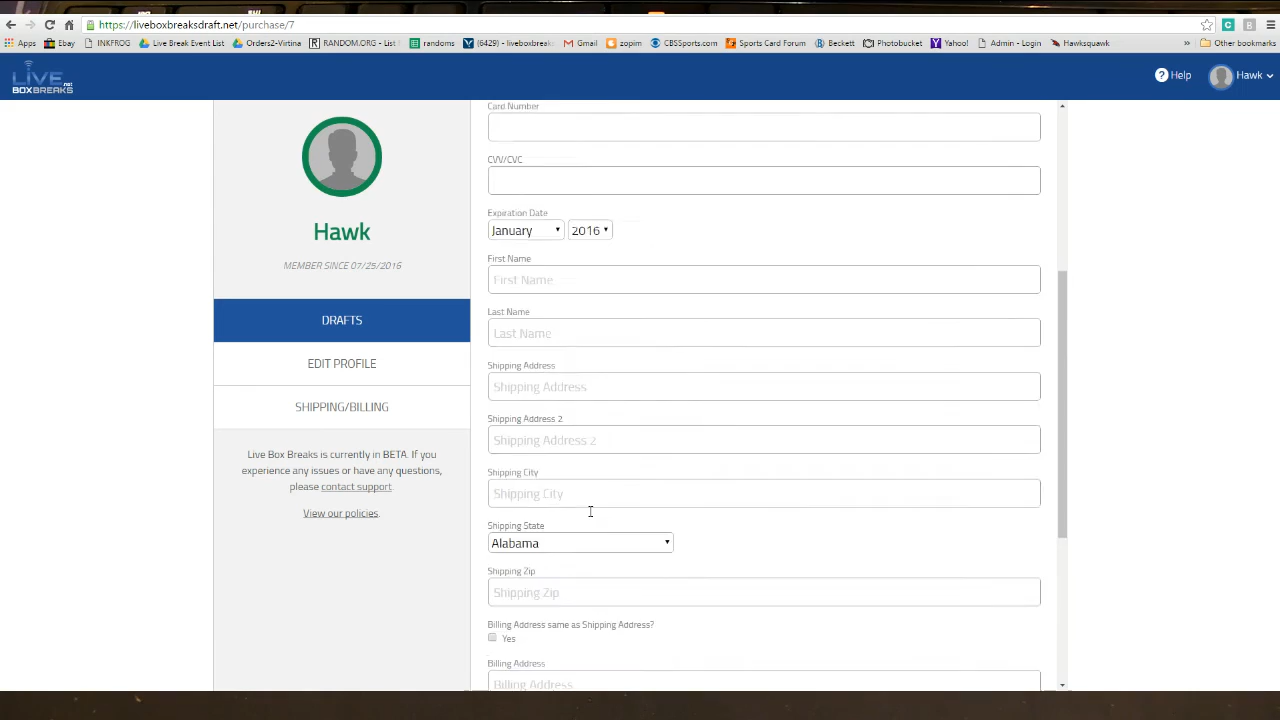 https://liveboxbreaksdraft.net/purchase/7
Apps Ebay INKFROG Live Break Event List Orders2-Virtina RANDOM.ORG - List randoms (6429) - liveboxbreaks Gmail zopim CBSSports.com Sports Card Forum Beckett Photobucket Yahoo! Admin - Login Hawksquawk » Other bookmarks
LIVE.net
BOXBREAKS
Help
Hawk
Hawk
MEMBER SINCE 07/25/2016
DRAFTS
EDIT PROFILE
SHIPPING/BILLING
Live Box Breaks is currently in BETA. If you
experience any issues or have any questions,
please contact support.
View our policies.
Card Number
CVV/CVC
Expiration Date
January 2016
First Name
First Name
Last Name
Last Name
Shipping Address
Shipping Address
Shipping Address 2
Shipping Address 2
Shipping City
Shipping City
Shipping State
Alabama
Shipping Zip
Shipping Zip
Billing Address same as Shipping Address?
Yes
Billing Address
Billing Address